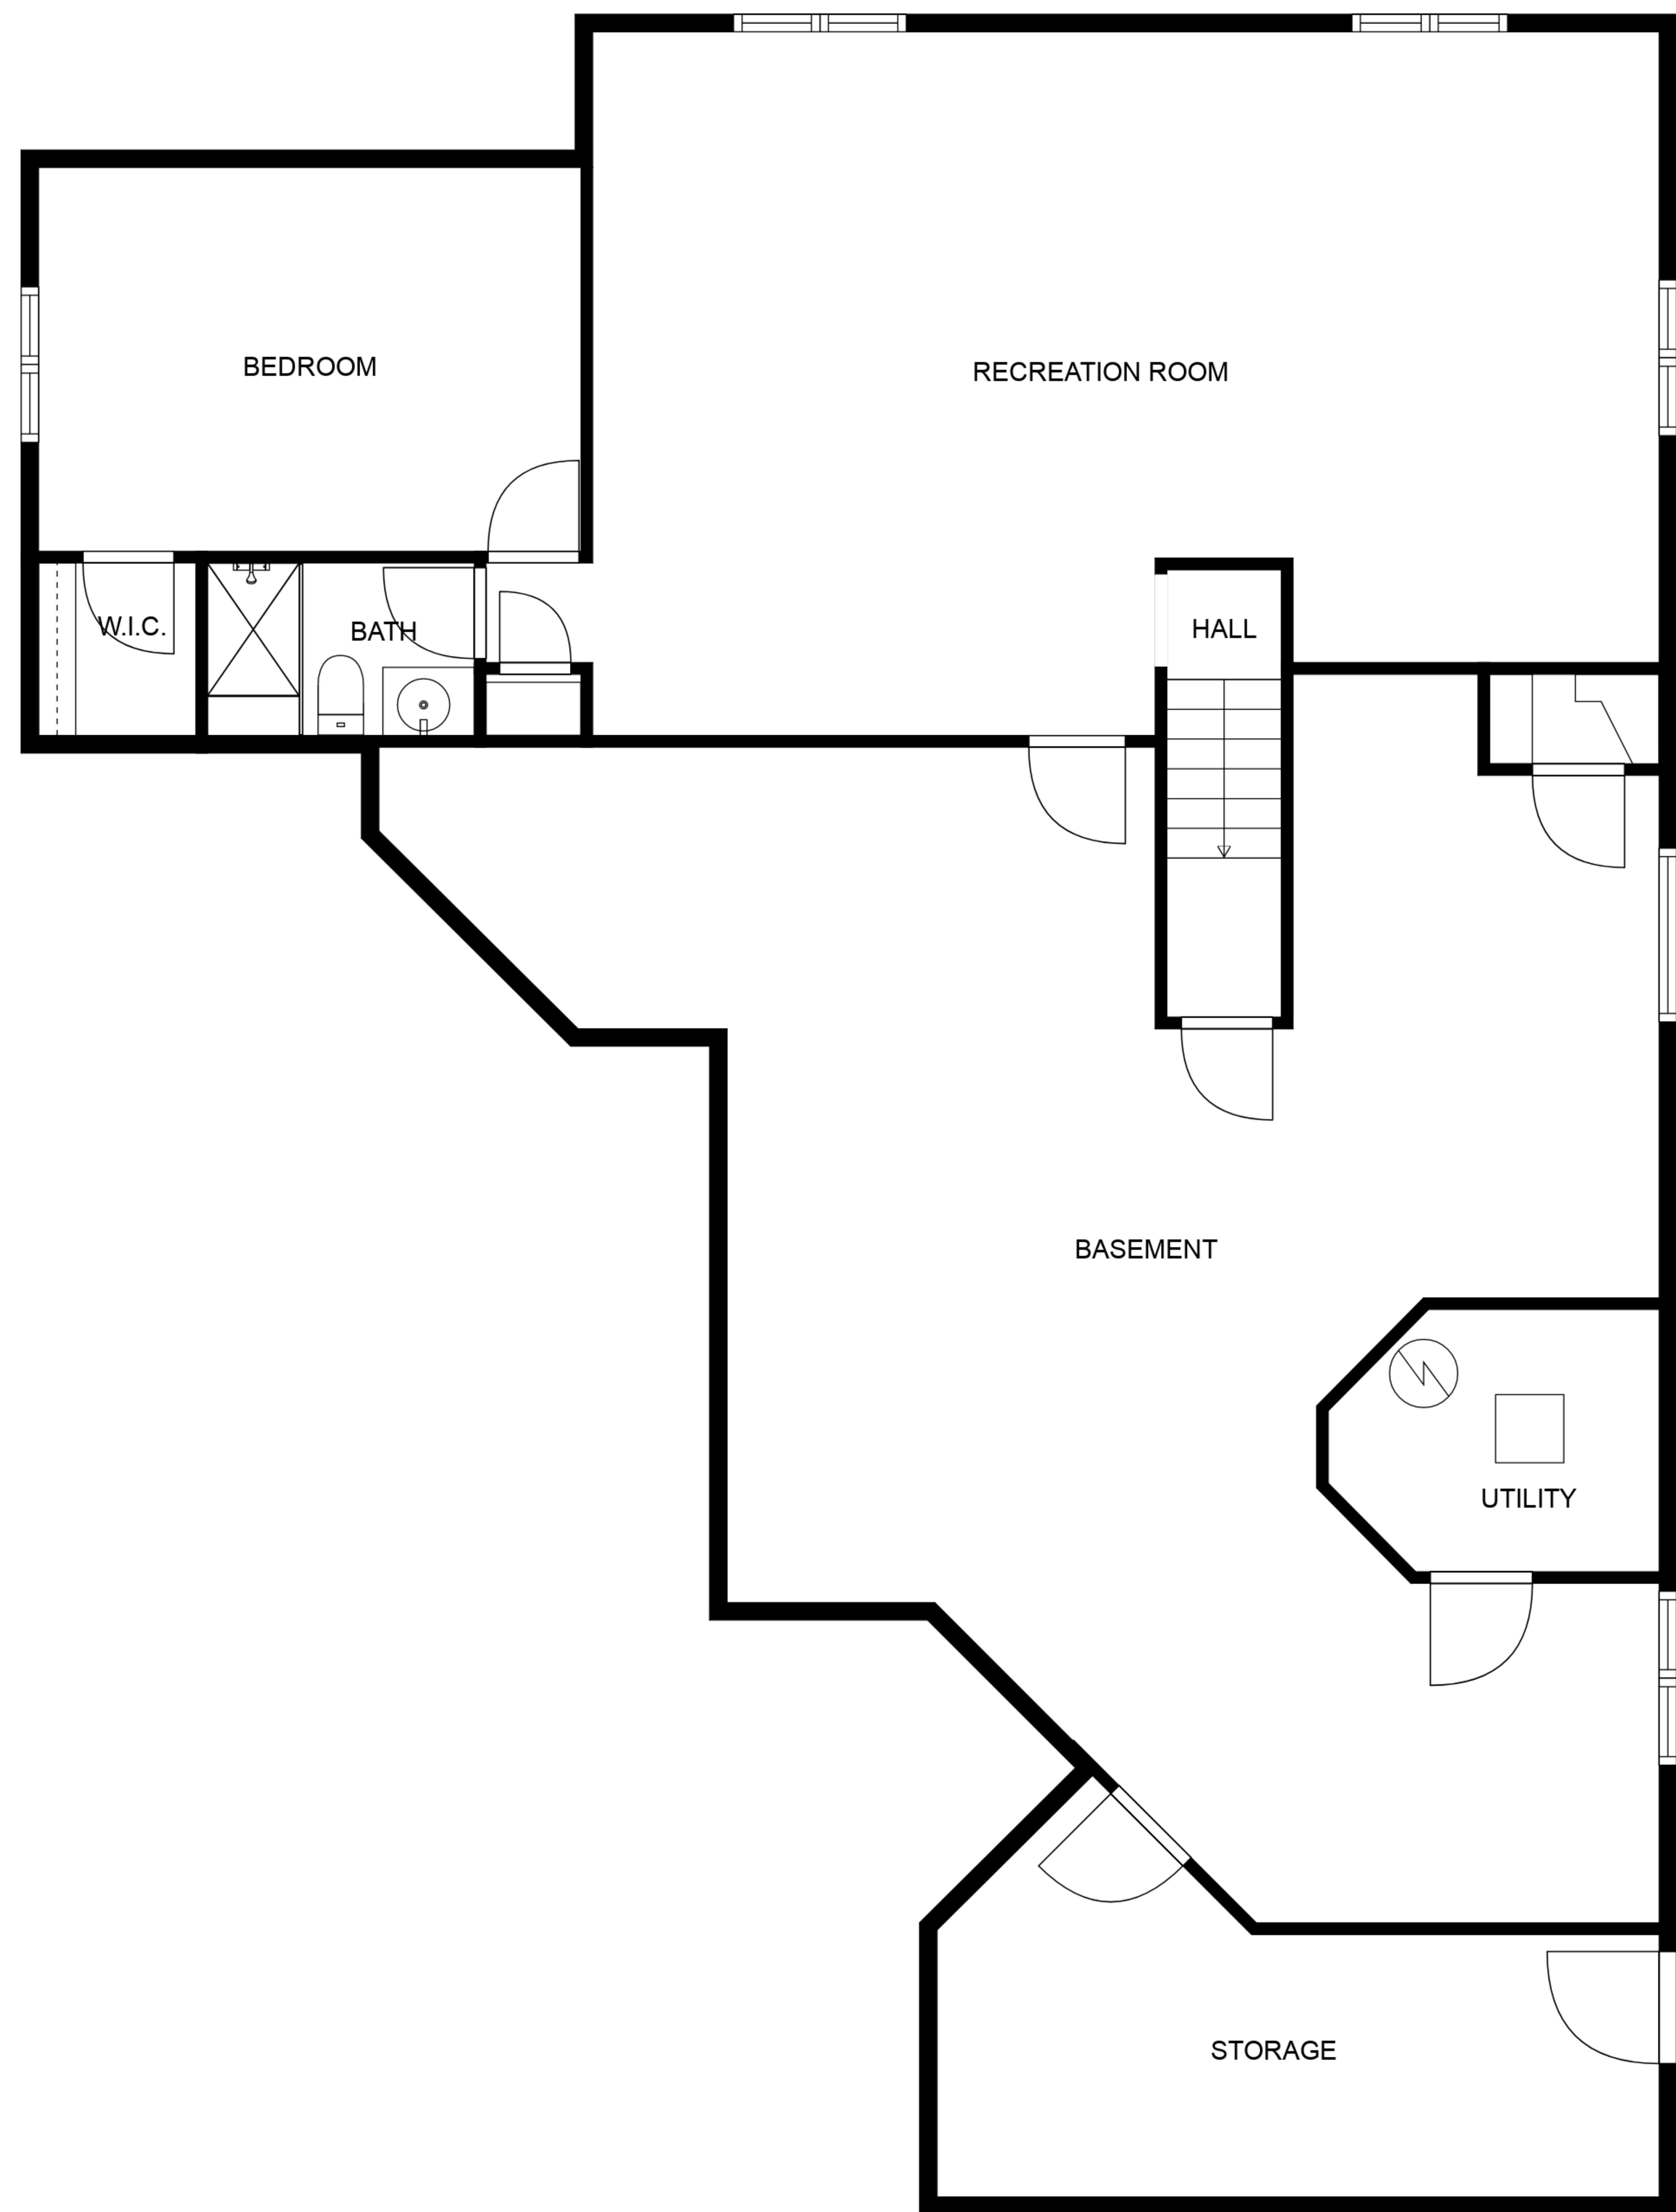 BEDROOM
RECREATION ROOM
W.I.C.
BATH
HALL
BASEMENT
UTILITY
STORAGE